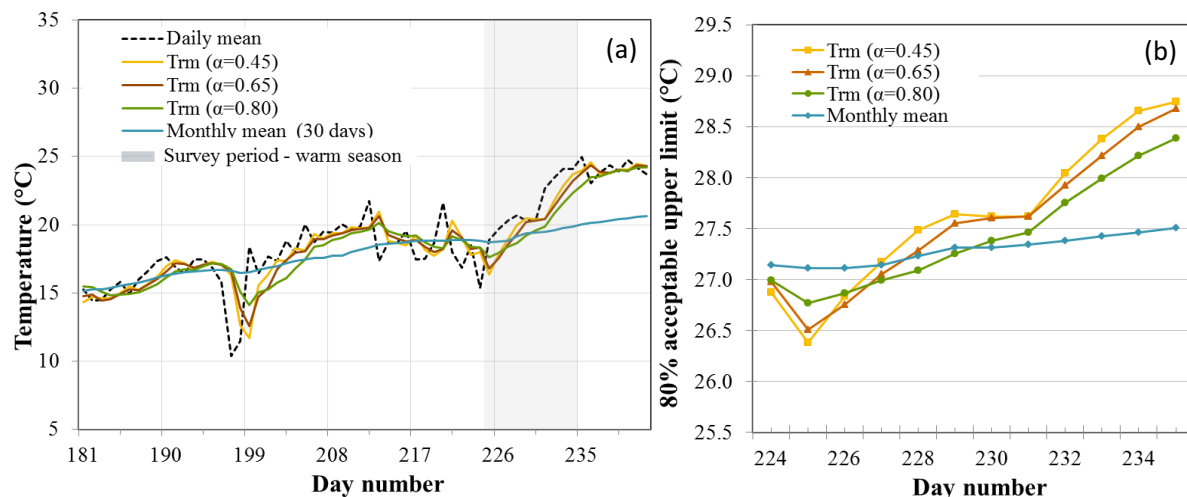 35
30
25
20
15
10
5
Temperature (°C)
Daily mean
Trm (α=0.45)
Trm (α=0.65)
Trm (α=0.80)
Monthly mean (30 days)
Survey period - warm season
(a)
181 190 199 208 217 226 235
Day number
29.5
29.0
28.5
28.0
27.5
27.0
26.5
26.0
25.5
80% acceptable upper limit (°C)
Trm (α=0.45)
Trm (α=0.65)
Trm (α=0.80)
Monthly mean
(b)
224 226 228 230 232 234
Day number